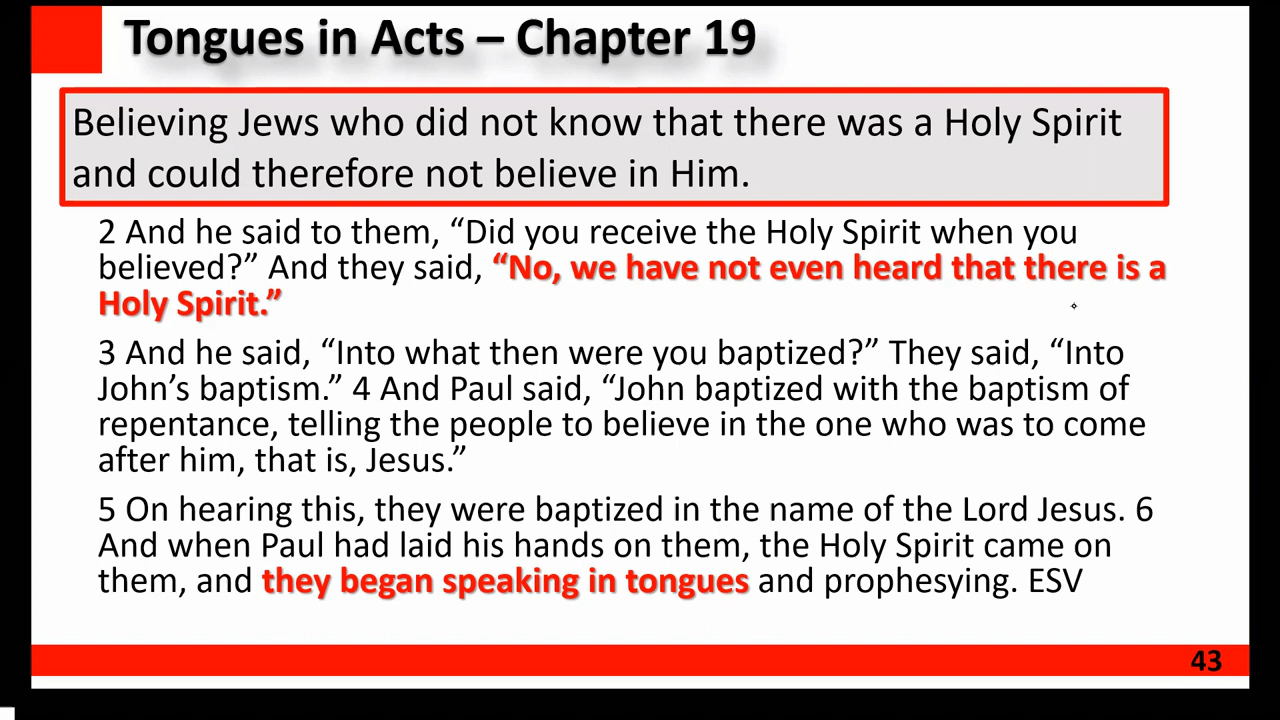 Tongues in Acts – Chapter 19
Believing Jews who did not know that there was a Holy Spirit
and could therefore not believe in Him.
2 And he said to them, “Did you receive the Holy Spirit when you
believed?” And they said, “No, we have not even heard that there is a
Holy Spirit.”
3 And he said, “Into what then were you baptized?” They said, “Into
John’s baptism.” 4 And Paul said, “John baptized with the baptism of
repentance, telling the people to believe in the one who was to come
after him, that is, Jesus.”
5 On hearing this, they were baptized in the name of the Lord Jesus. 6
And when Paul had laid his hands on them, the Holy Spirit came on
them, and they began speaking in tongues and prophesying. ESV
43